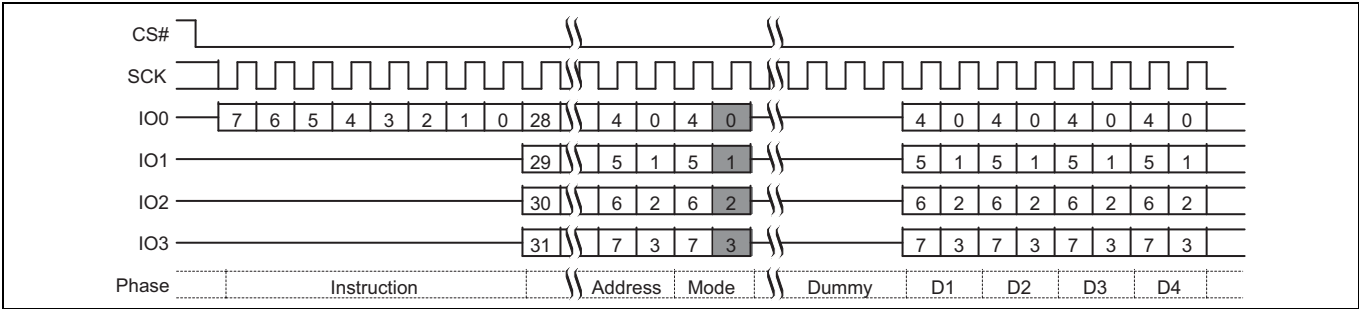 CS#
SCK
IO0 7 6 5 4 3 2 1 0 28 4 0 4 0 4 0 4 0 4 0 4 0
IO1 29 5 1 5 1 5 1 5 1 5 1 5 1
IO2 30 6 2 6 2 6 2 6 2 6 2 6 2
IO3 31 7 3 7 3 7 3 7 3 7 3 7 3
Phase Instruction Address Mode Dummy D1 D2 D3 D4